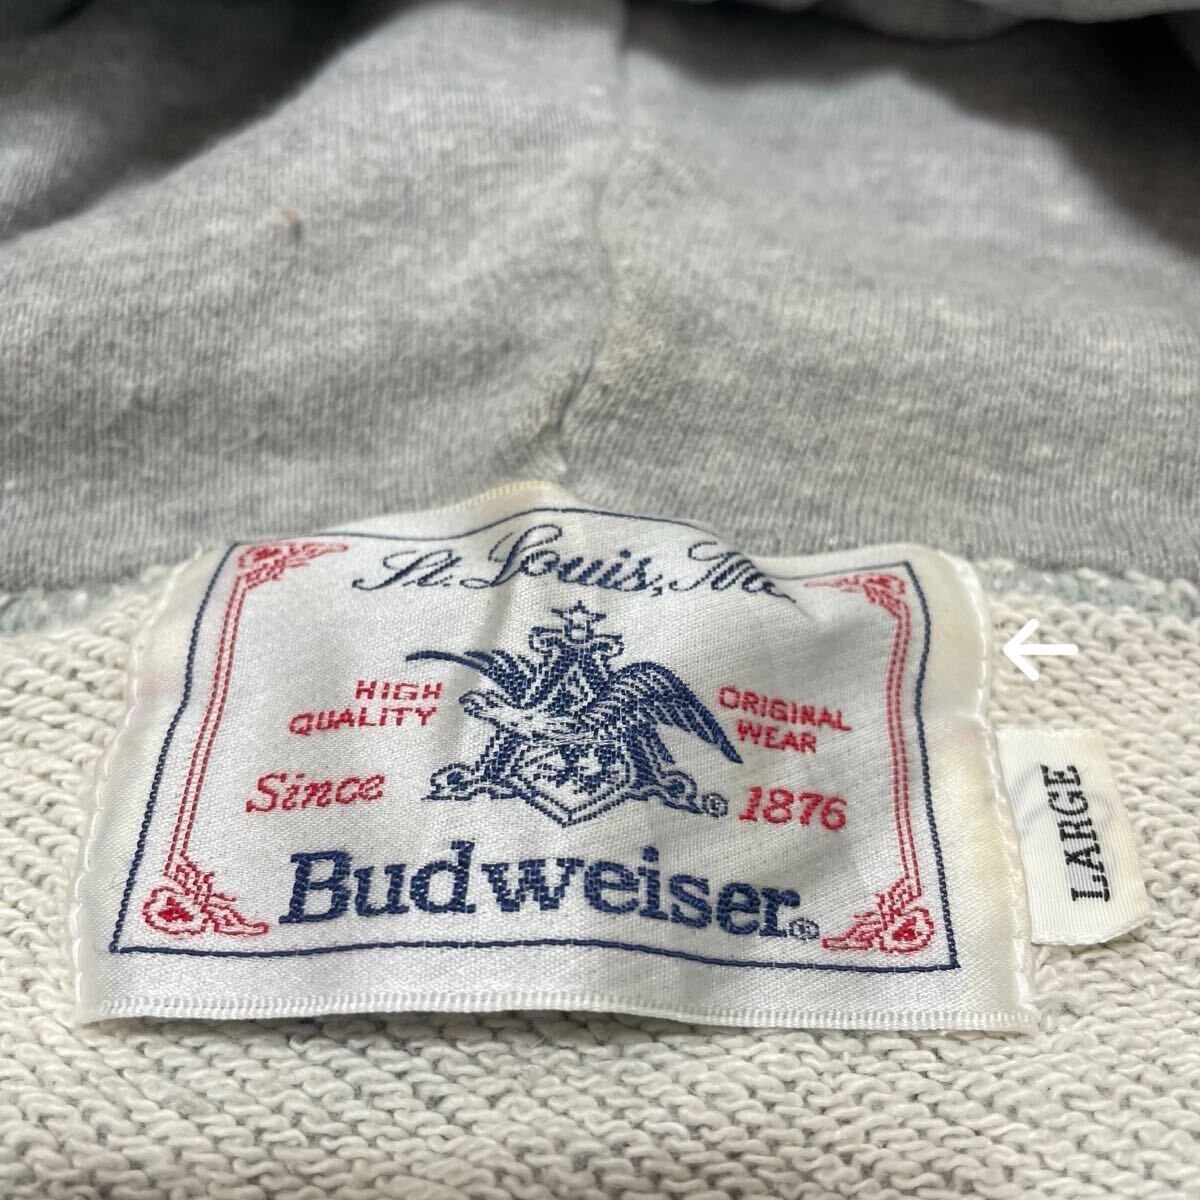 St. Louis, Mo.
HIGH QUALITY
ORIGINAL WEAR
Since 1876
Budweiser®
LARGE